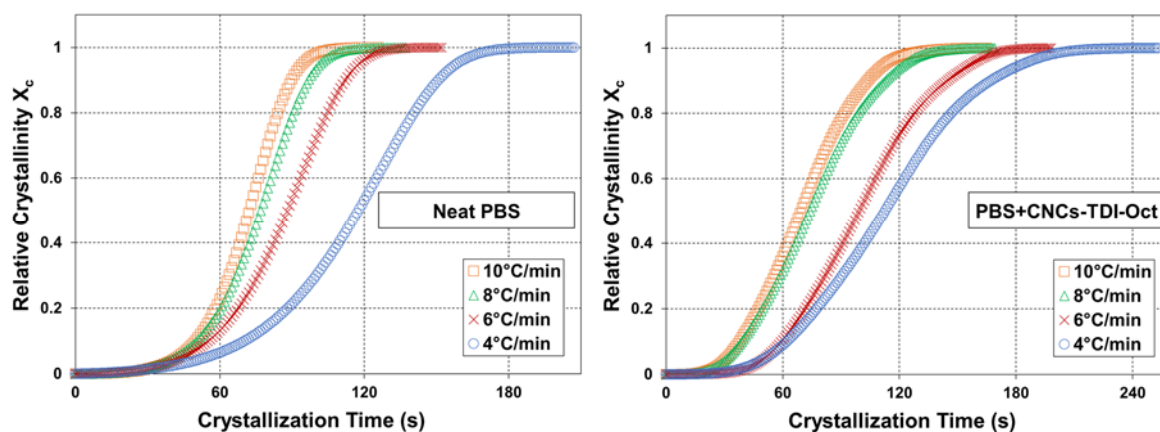 Relative Crystallinity Xc
1
0.8
0.6
0.4
0.2
0
0
60
120
180
Crystallization Time (s)
Neat PBS
10°C/min
8°C/min
6°C/min
4°C/min
Relative Crystallinity Xc
1
0.8
0.6
0.4
0.2
0
0
60
120
180
240
Crystallization Time (s)
PBS+CNCs-TDI-Oct
10°C/min
8°C/min
6°C/min
4°C/min